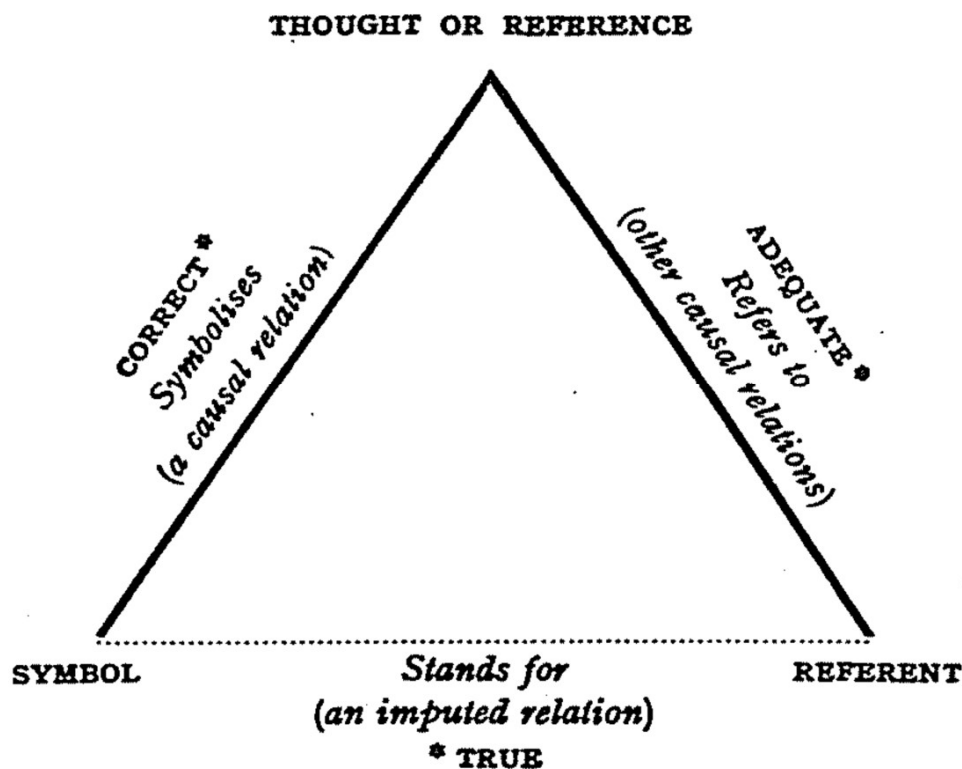 THOUGHT OR REFERENCE
CORRECT *
Symbolises
(a causal relation)
ADEQUATE *
Refers to
(other causal relations)
SYMBOL
Stands for
(an imputed relation)
* TRUE
REFERENT